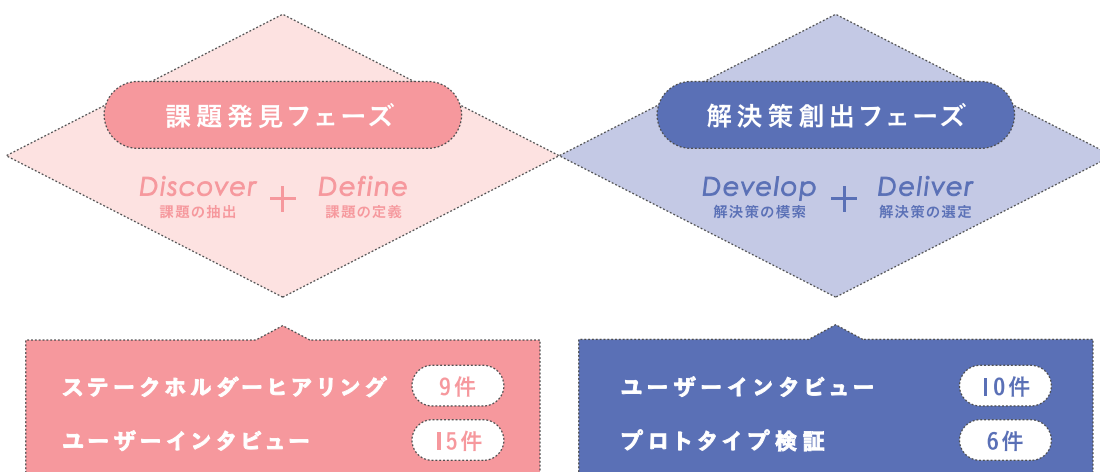 課題発見フェーズ
Discover + Define
課題の抽出 課題の定義
ステークホルダーヒアリング 9件
ユーザーインタビュー 15件
解決策創出フェーズ
Develop + Deliver
解決策の模索 解決策の選定
ユーザーインタビュー 10件
プロトタイプ検証 6件